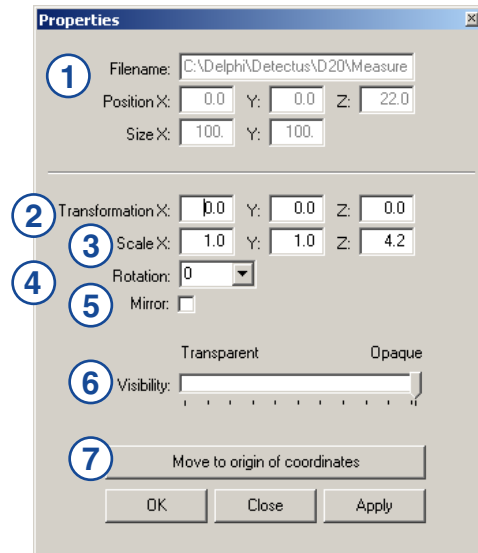 Properties
1 Filename: C:\Delphi\Detectus\D20\Measure
Position X: 0.0 Y: 0.0 Z: 22.0
Size X: 100. Y: 100.
2 Transformation X: 0.0 Y: 0.0 Z: 0.0
3 Scale X: 1.0 Y: 1.0 Z: 4.2
4 Rotation: 0
5 Mirror:
Transparent Opaque
6 Visibility:
7 Move to origin of coordinates
OK Close Apply